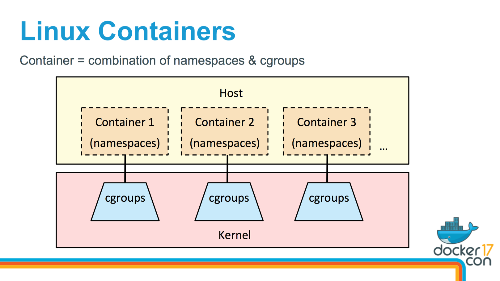 Linux Containers
Container = combination of namespaces & cgroups
Host
Container 1
(namespaces)
Container 2
(namespaces)
Container 3
(namespaces)
...
cgroups
cgroups
cgroups
Kernel
docker 17
con